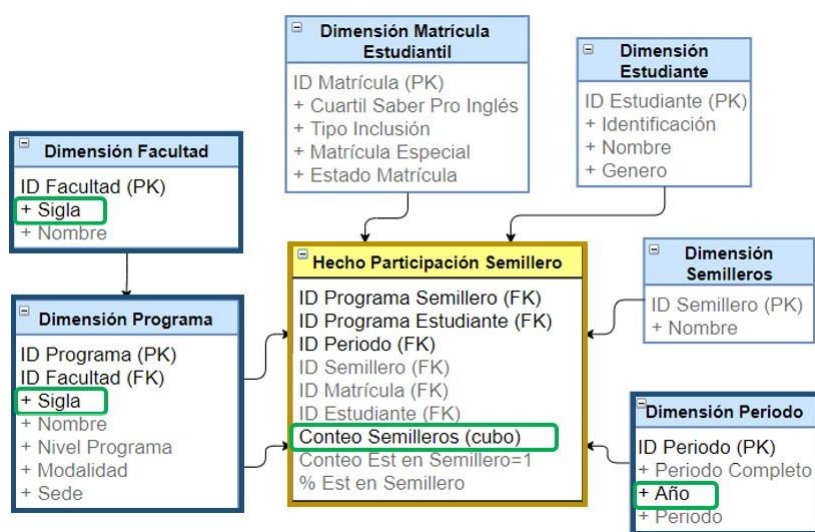 Dimensión Matrícula
Estudiantil
ID Matrícula (PK)
+ Cuartil Saber Pro Inglés
+ Tipo Inclusión
+ Matrícula Especial
+ Estado Matrícula
Dimensión
Estudiante
ID Estudiante (PK)
+ Identificación
+ Nombre
+ Genero
Dimensión Facultad
ID Facultad (PK)
+ Sigla
+ Nombre
Hecho Participación Semillero
ID Programa Semillero (FK)
ID Programa Estudiante (FK)
ID Periodo (FK)
ID Semillero (FK)
ID Matrícula (FK)
ID Estudiante (FK)
Conteo Semilleros (cubo)
Conteo Est en Semillero=1
% Est en Semillero
Dimensión
Semilleros
ID Semillero (PK)
+ Nombre
Dimensión Programa
ID Programa (PK)
ID Facultad (FK)
+ Sigla
+ Nombre
+ Nivel Programa
+ Modalidad
+ Sede
Dimensión Periodo
ID Periodo (PK)
+ Periodo Completo
+ Año
+ Periodo